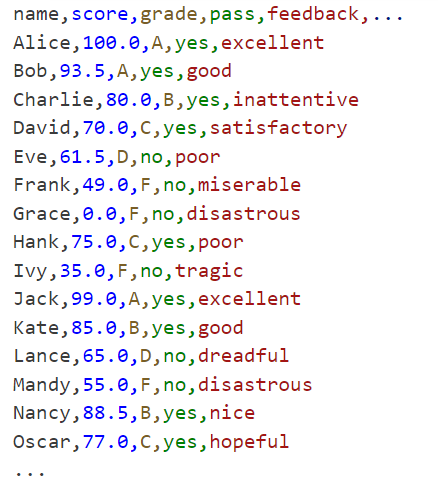 name,score,grade,pass,feedback,...
Alice,100.0,A,yes,excellent
Bob,93.5,A,yes,good
Charlie,80.0,B,yes,inattentive
David,70.0,C,yes,satisfactory
Eve,61.5,D,no,poor
Frank,49.0,F,no,miserable
Grace,0.0,F,no,disastrous
Hank,75.0,C,yes,poor
Ivy,35.0,F,no,tragic
Jack,99.0,A,yes,excellent
Kate,85.0,B,yes,good
Lance,65.0,D,no,dreadful
Mandy,55.0,F,no,disastrous
Nancy,88.5,B,yes,nice
Oscar,77.0,C,yes,hopeful
...